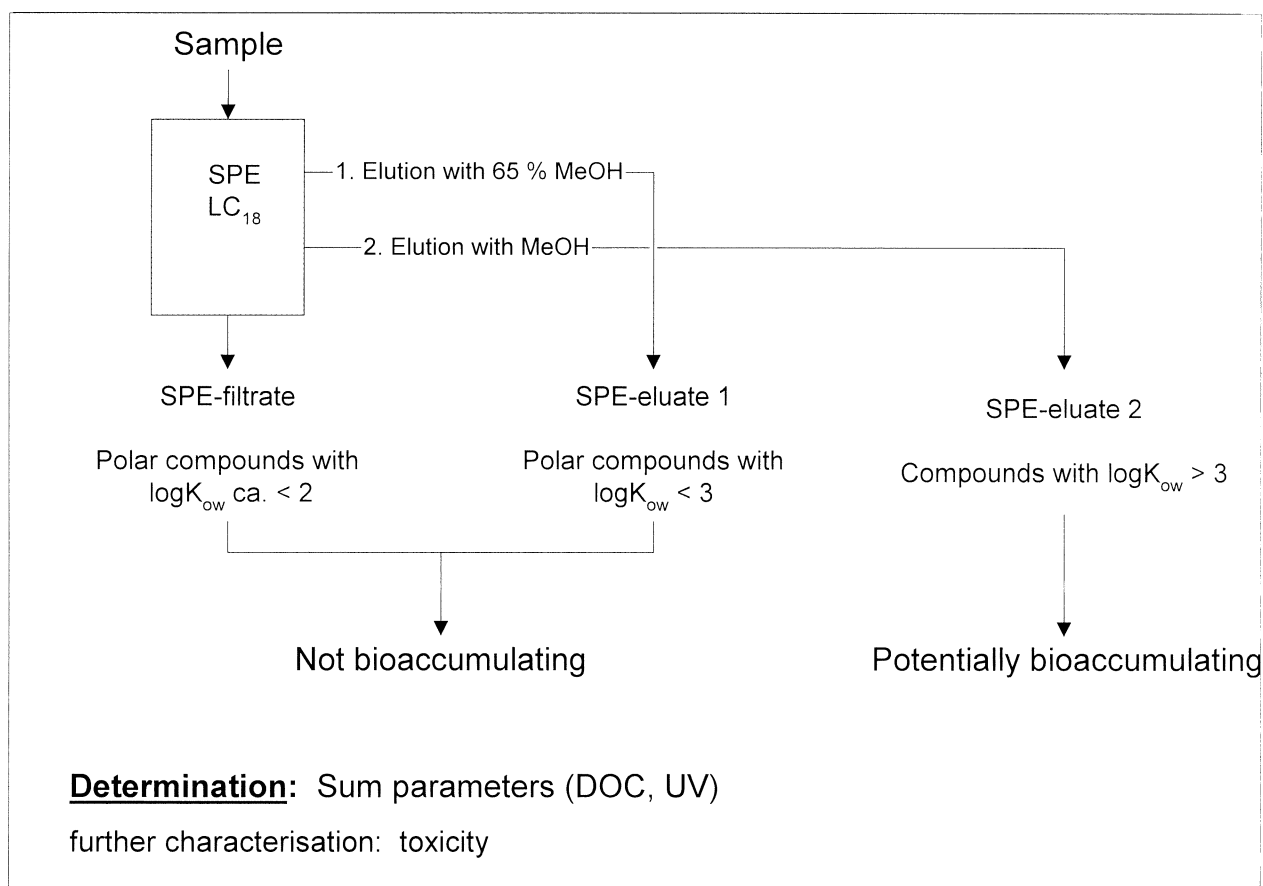 Sample
SPE
LC18
1. Elution with 65 % MeOH
2. Elution with MeOH
SPE-filtrate
Polar compounds with
logKow ca. < 2
SPE-eluate 1
Polar compounds with
logKow < 3
SPE-eluate 2
Compounds with logKow > 3
Not bioaccumulating
Potentially bioaccumulating
Determination: Sum parameters (DOC, UV)
further characterisation: toxicity